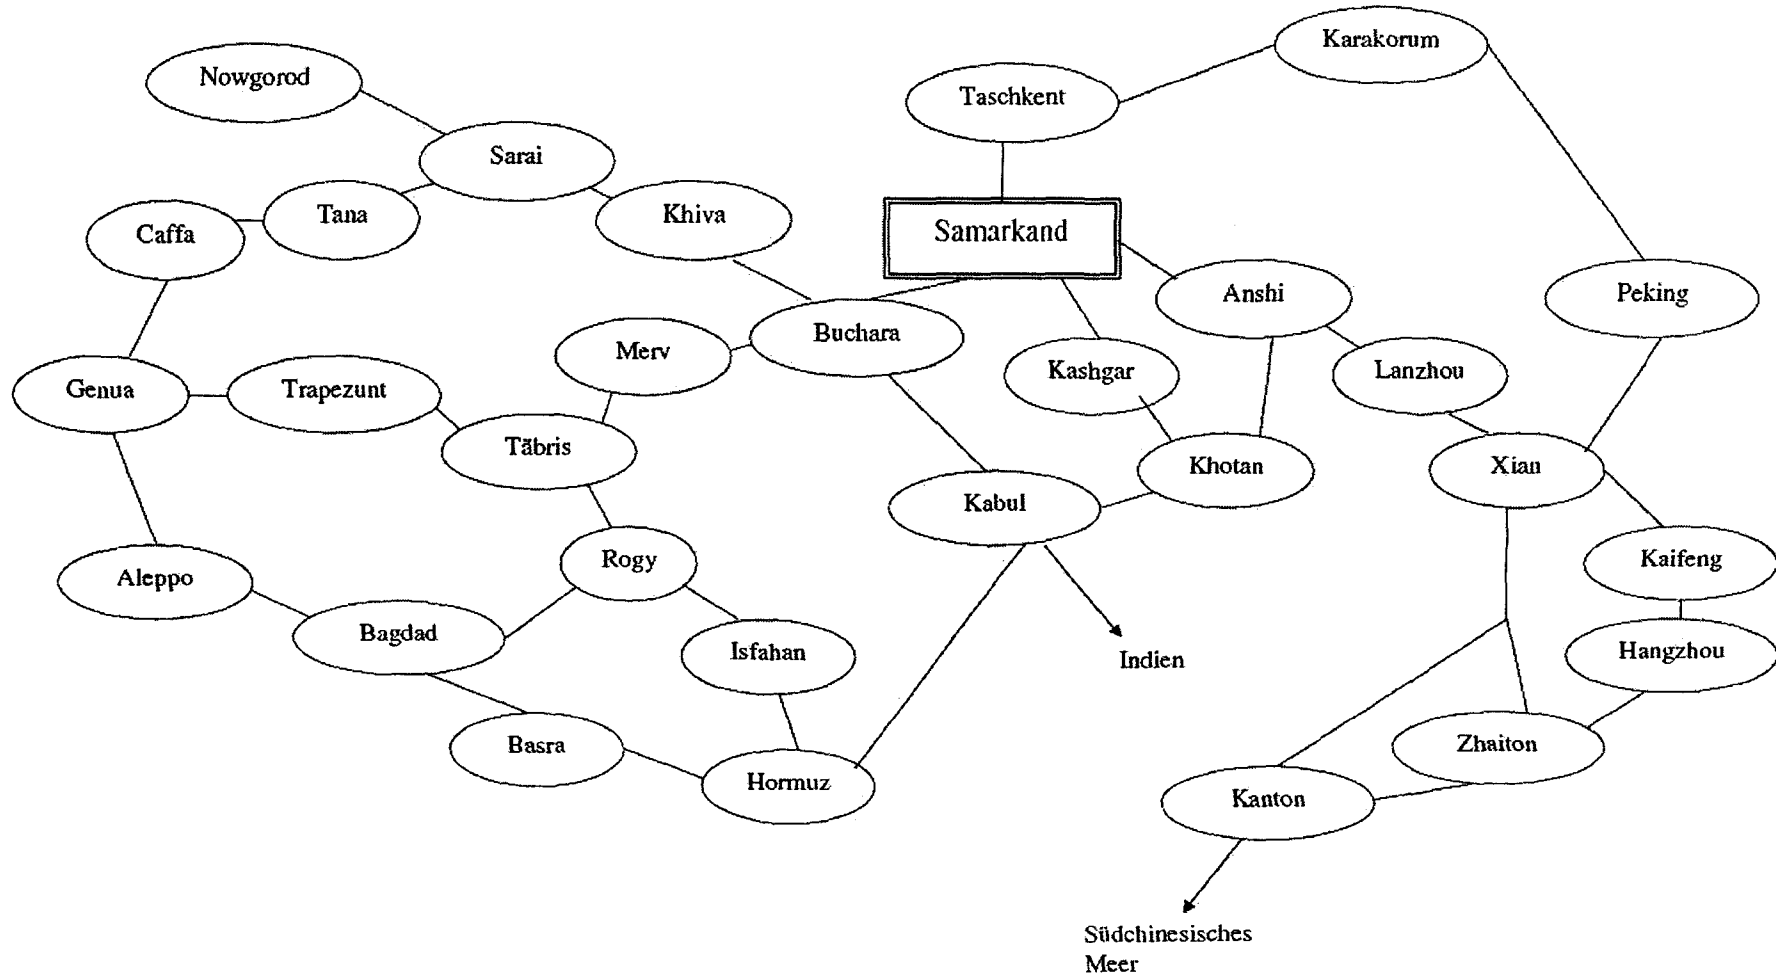 Karakorum
Nowgorod
Taschkent
Sarai
Tana
Khiva
Caffa
Samarkand
Anshi
Peking
Buchara
Merv
Kashgar
Lanzhou
Genua
Trapezunt
Täbris
Khotan
Xian
Kabul
Rogy
Kaifeng
Aleppo
Bagdad
Isfahan
Indien
Hangzhou
Basra
Zhaiton
Hormuz
Kanton
Südchinesisches
Meer